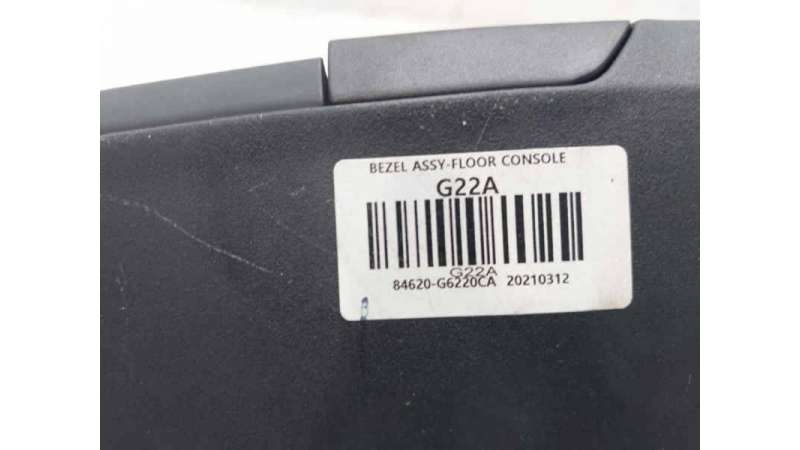 BEZEL ASSY-FLOOR CONSOLE
G22A
G22A
84620-G6220CA 20210312